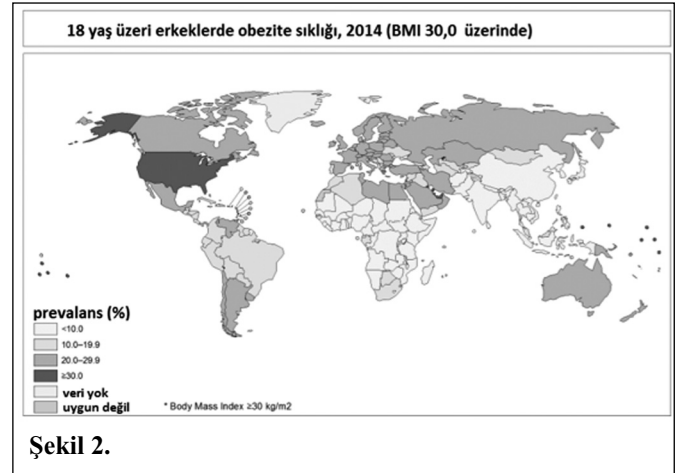 18 yaş üzeri erkeklerde obezite sıklığı, 2014 (BMI 30,0 üzerinde)
prevalans (%)
<10.0
10.0–19.9
20.0–29.9
≥30.0
veri yok
uygun değil
* Body Mass Index ≥30 kg/m2
Şekil 2.